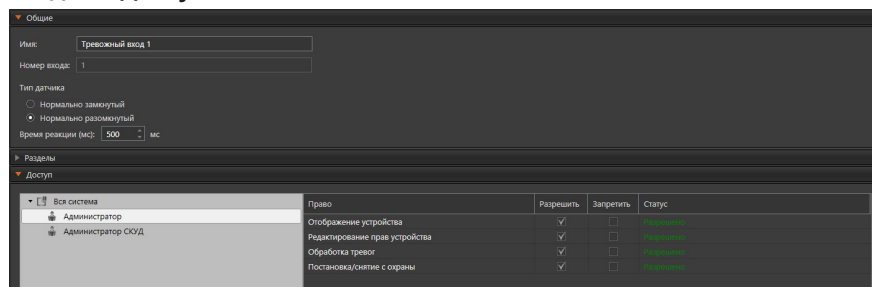 Общие
Имя: Тревожный вход 1
Номер входа: 1
Тип датчика
Нормально замкнутый
Нормально разомкнутый
Время реакции (мс): 500 мс
Разделы
Доступ
Вся система
Администратор
Администратор СКУД
Право Разрешить Запретить Статус
Отображение устройства Разрешено
Редактирование прав устройства Разрешено
Обработка тревог Разрешено
Постановка/снятие с охраны Разрешено